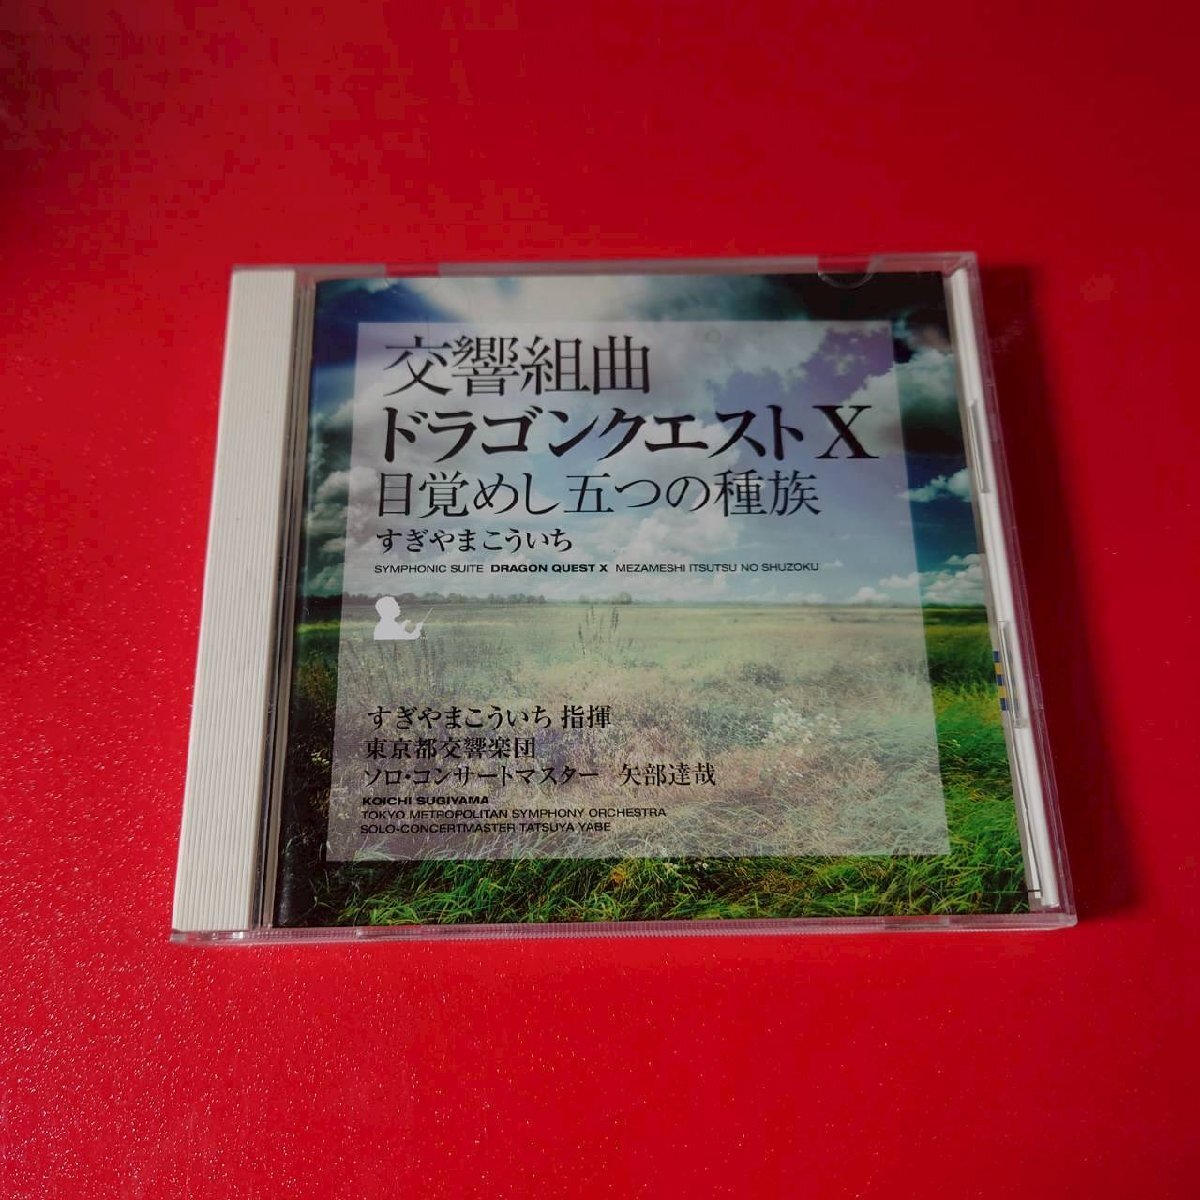 交響組曲
ドラゴンクエストX
目覚めし五つの種族
すぎやまこういち
SYMPHONIC SUITE DRAGON QUEST X MEZAMESHI ITSUTSU NO SHUZOKU
すぎやまこういち 指揮
東京都交響楽団
ソロ・コンサートマスター 矢部達哉
KOICHI SUGIYAMA
TOKYO METROPOLITAN SYMPHONY ORCHESTRA
SOLO-CONCERTMASTER TATSUYA YABE